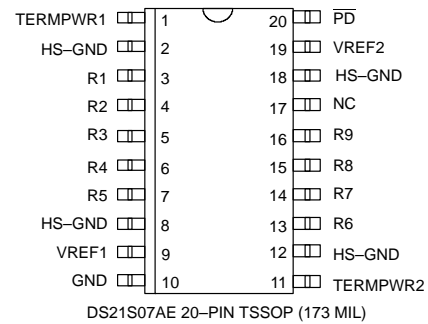 TERMPWR1 1 20 P̅D̅
HS–GND 2 19 VREF2
R1 3 18 HS–GND
R2 4 17 NC
R3 5 16 R9
R4 6 15 R8
R5 7 14 R7
HS–GND 8 13 R6
VREF1 9 12 HS–GND
GND 10 11 TERMPWR2
DS21S07AE 20–PIN TSSOP (173 MIL)